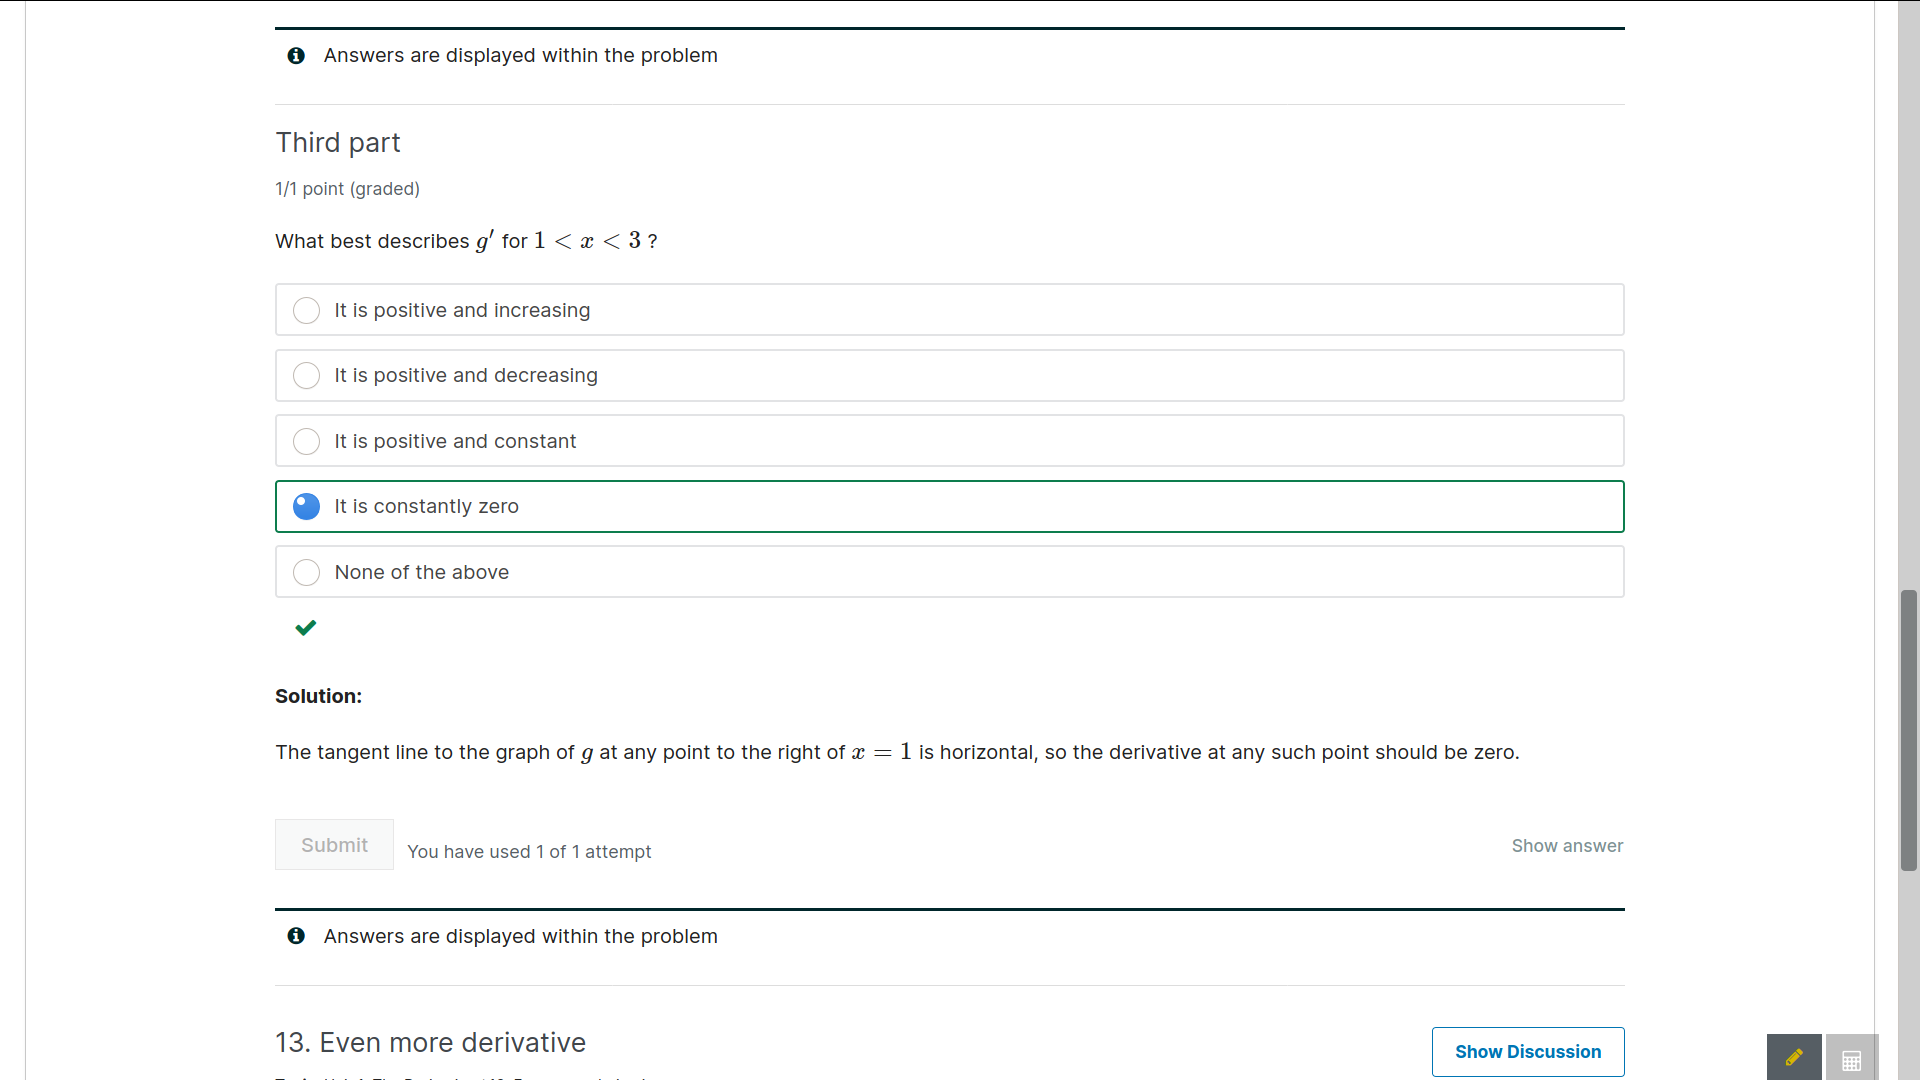 Answers are displayed within the problem
Third part
1/1 point (graded)
What best describes g′ for 1 < x < 3 ?
It is positive and increasing
It is positive and decreasing
It is positive and constant
It is constantly zero
None of the above
Solution:
The tangent line to the graph of g at any point to the right of x = 1 is horizontal, so the derivative at any such point should be zero.
Submit
You have used 1 of 1 attempt
Show answer
Answers are displayed within the problem
13. Even more derivative
Show Discussion